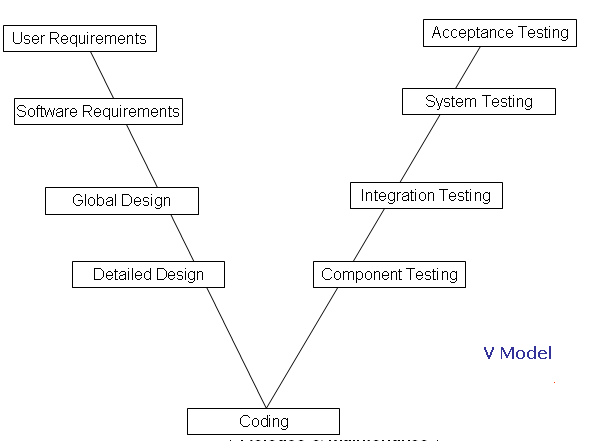 User Requirements
Software Requirements
Global Design
Detailed Design
Coding
Component Testing
Integration Testing
System Testing
Acceptance Testing
V Model